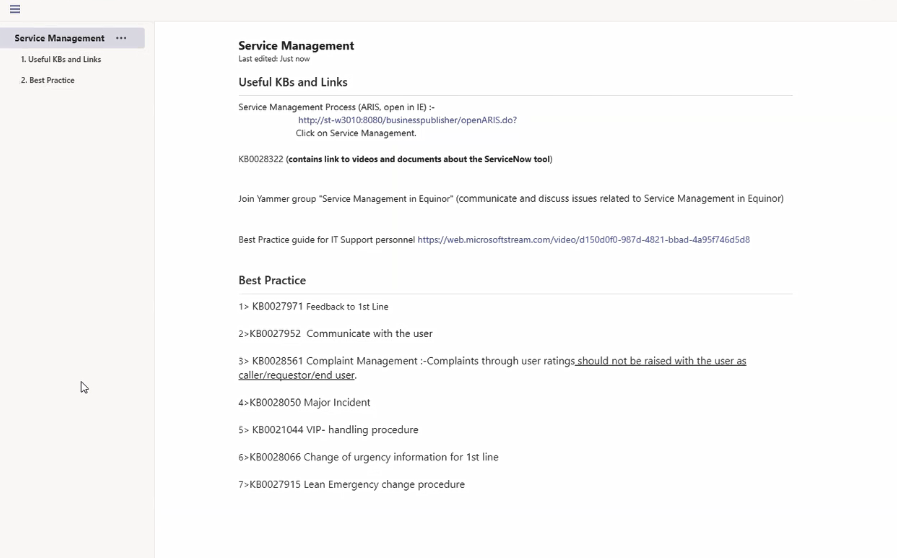 Service Management ...
1. Useful KBs and Links
2. Best Practice
Service Management
Last edited: Just now
Useful KBs and Links
Service Management Process (ARIS, open in IE) :-
http://st-w3010:8080/businesspublisher/openARIS.do?
Click on Service Management.
KB0028322 (contains link to videos and documents about the ServiceNow tool)
Join Yammer group "Service Management in Equinor" (communicate and discuss issues related to Service Management in Equinor)
Best Practice guide for IT Support personnel https://web.microsoftstream.com/video/d150d0f0-987d-4821-bbad-4a95f746d5d8
Best Practice
1> KB0027971 Feedback to 1st Line
2>KB0027952 Communicate with the user
3> KB0028561 Complaint Management :-Complaints through user ratings should not be raised with the user as
caller/requestor/end user.
4>KB0028050 Major Incident
5> KB0021044 VIP- handling procedure
6>KB0028066 Change of urgency information for 1st line
7>KB0027915 Lean Emergency change procedure